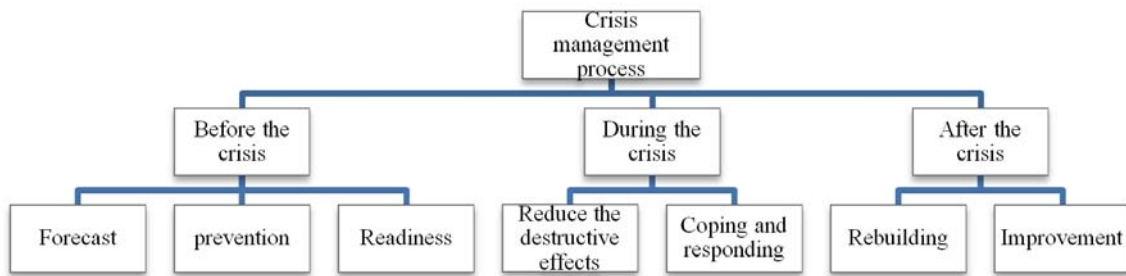 Crisis
management
process
Before the
crisis
During the
crisis
After the
crisis
Forecast
prevention
Readiness
Reduce the
destructive
effects
Coping and
responding
Rebuilding
Improvement